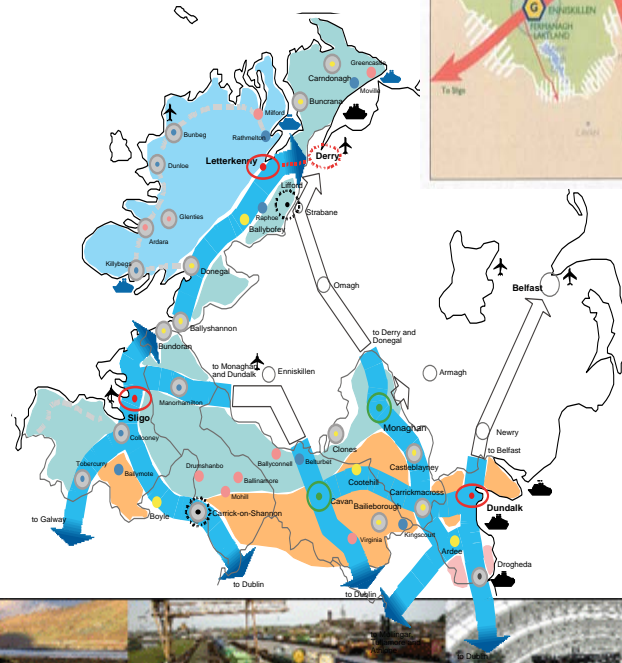 G
ENNISKILLEN
FERMANAGH
LAKELAND
To Sligo
CAVAN
Greencastle
Carndonagh
Moville
Buncrana
Milford
Bunbeg
Rathmelton
Letterkenny
Derry
Dunloe
Lifford
Glenties
Raphoe
Strabane
Ballybofey
Ardara
Killybegs
Donegal
Omagh
Belfast
Ballyshannon
to Derry and
Donegal
Bundoran
to Monaghan
and Dundalk
Enniskillen
Armagh
Manorhamilton
Sligo
Monaghan
Newry
Collooney
Clones
to Belfast
Tobercurry
Ballymote
Drumshanbo
Ballyconnell
Belturbet
Castleblayney
Ballinamore
Cootehill
Mohill
Carrickmacross
Cavan
Dundalk
to Galway
Boyle
Carrick-on-Shannon
Bailieborough
Kingscourt
Virginia
Ardee
Drogheda
to Dublin
to Dublin
to Dublin